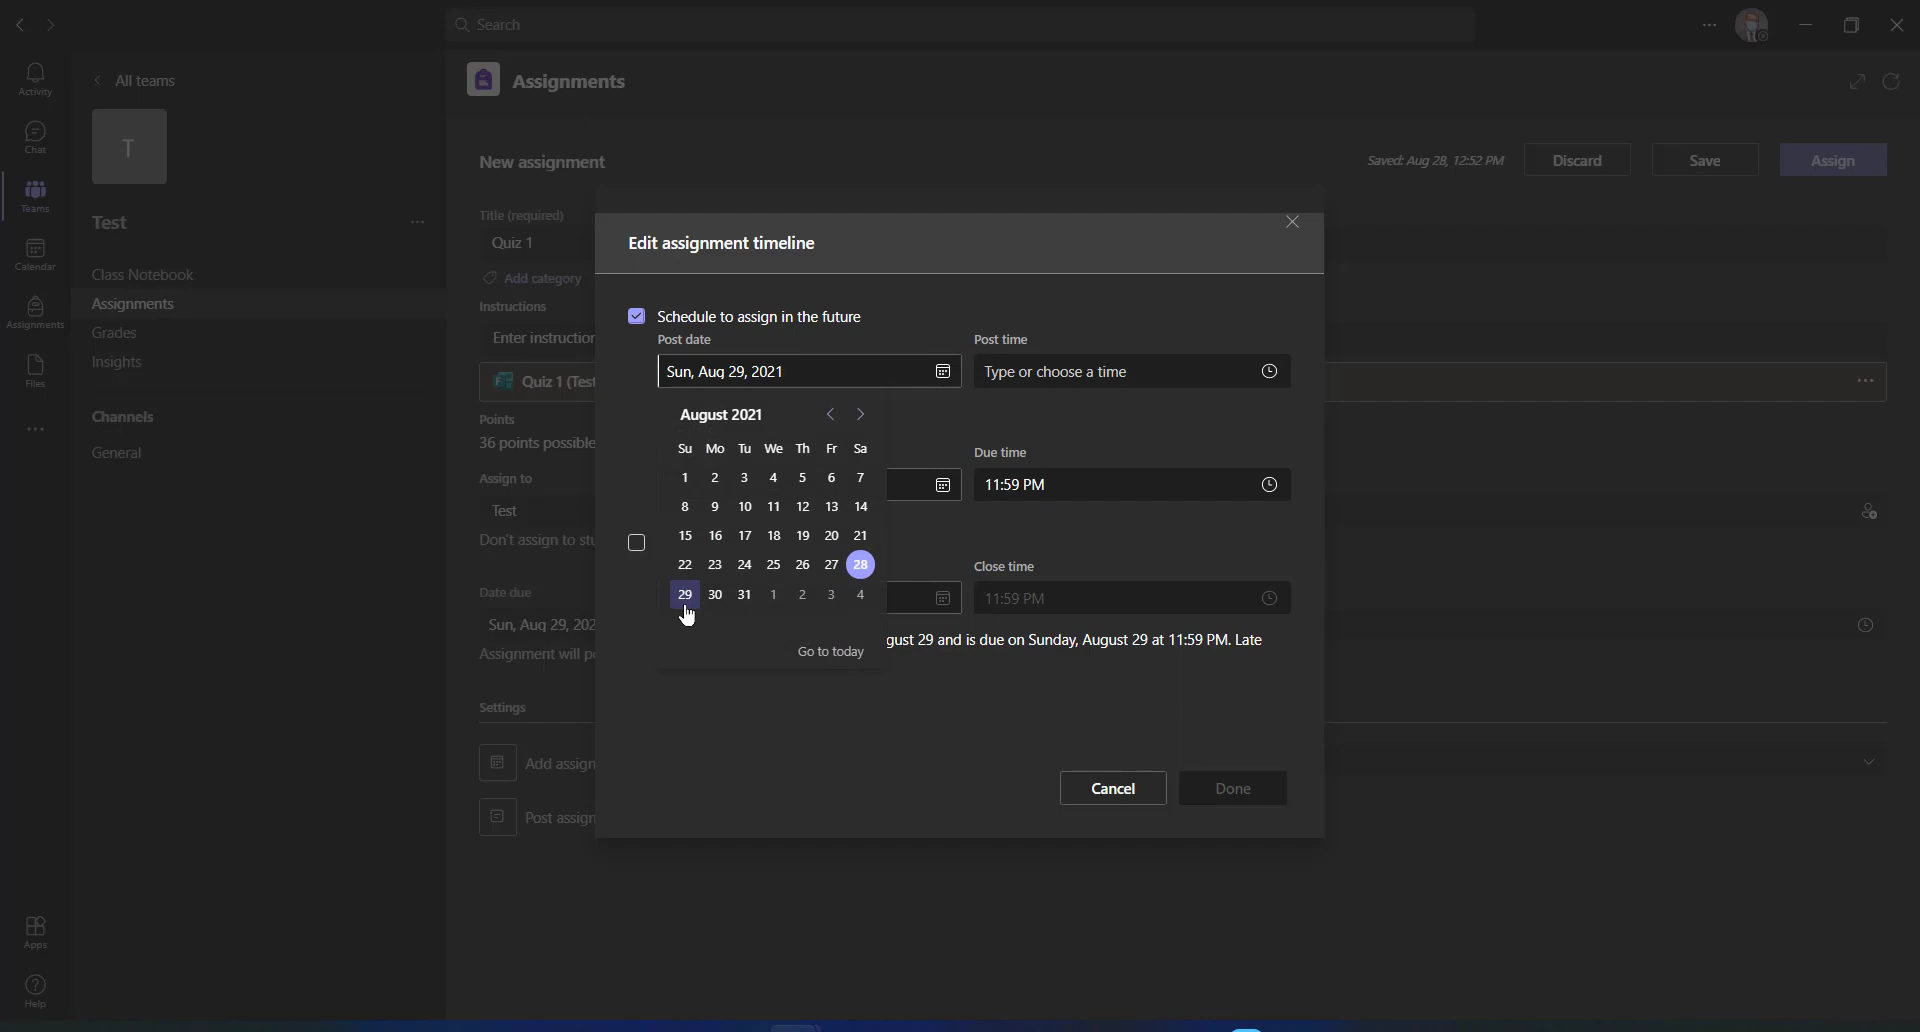 Search
Activity
Chat
Teams
Calendar
Assignments
Files
Apps
Help
All teams
T
Test
Class Notebook
Assignments
Grades
Insights
Channels
General
Assignments
New assignment
Saved: Aug 28, 12:52 PM
Discard
Save
Assign
Title (required)
Quiz 1
Add category
Instructions
Enter instruction
Quiz 1 (Test
Points
36 points possible
Assign to
Test
Don't assign to stu
Date due
Sun, Aug 29, 202
Assignment will po
Settings
Add assign
Post assign
Edit assignment timeline
Schedule to assign in the future
Post date
Post time
Sun, Aug 29, 2021
Type or choose a time
August 2021
Su Mo Tu We Th Fr Sa
1 2 3 4 5 6 7
8 9 10 11 12 13 14
15 16 17 18 19 20 21
22 23 24 25 26 27 28
29 30 31 1 2 3 4
Go to today
Due time
11:59 PM
Close time
11:59 PM
gust 29 and is due on Sunday, August 29 at 11:59 PM. Late
Cancel
Done